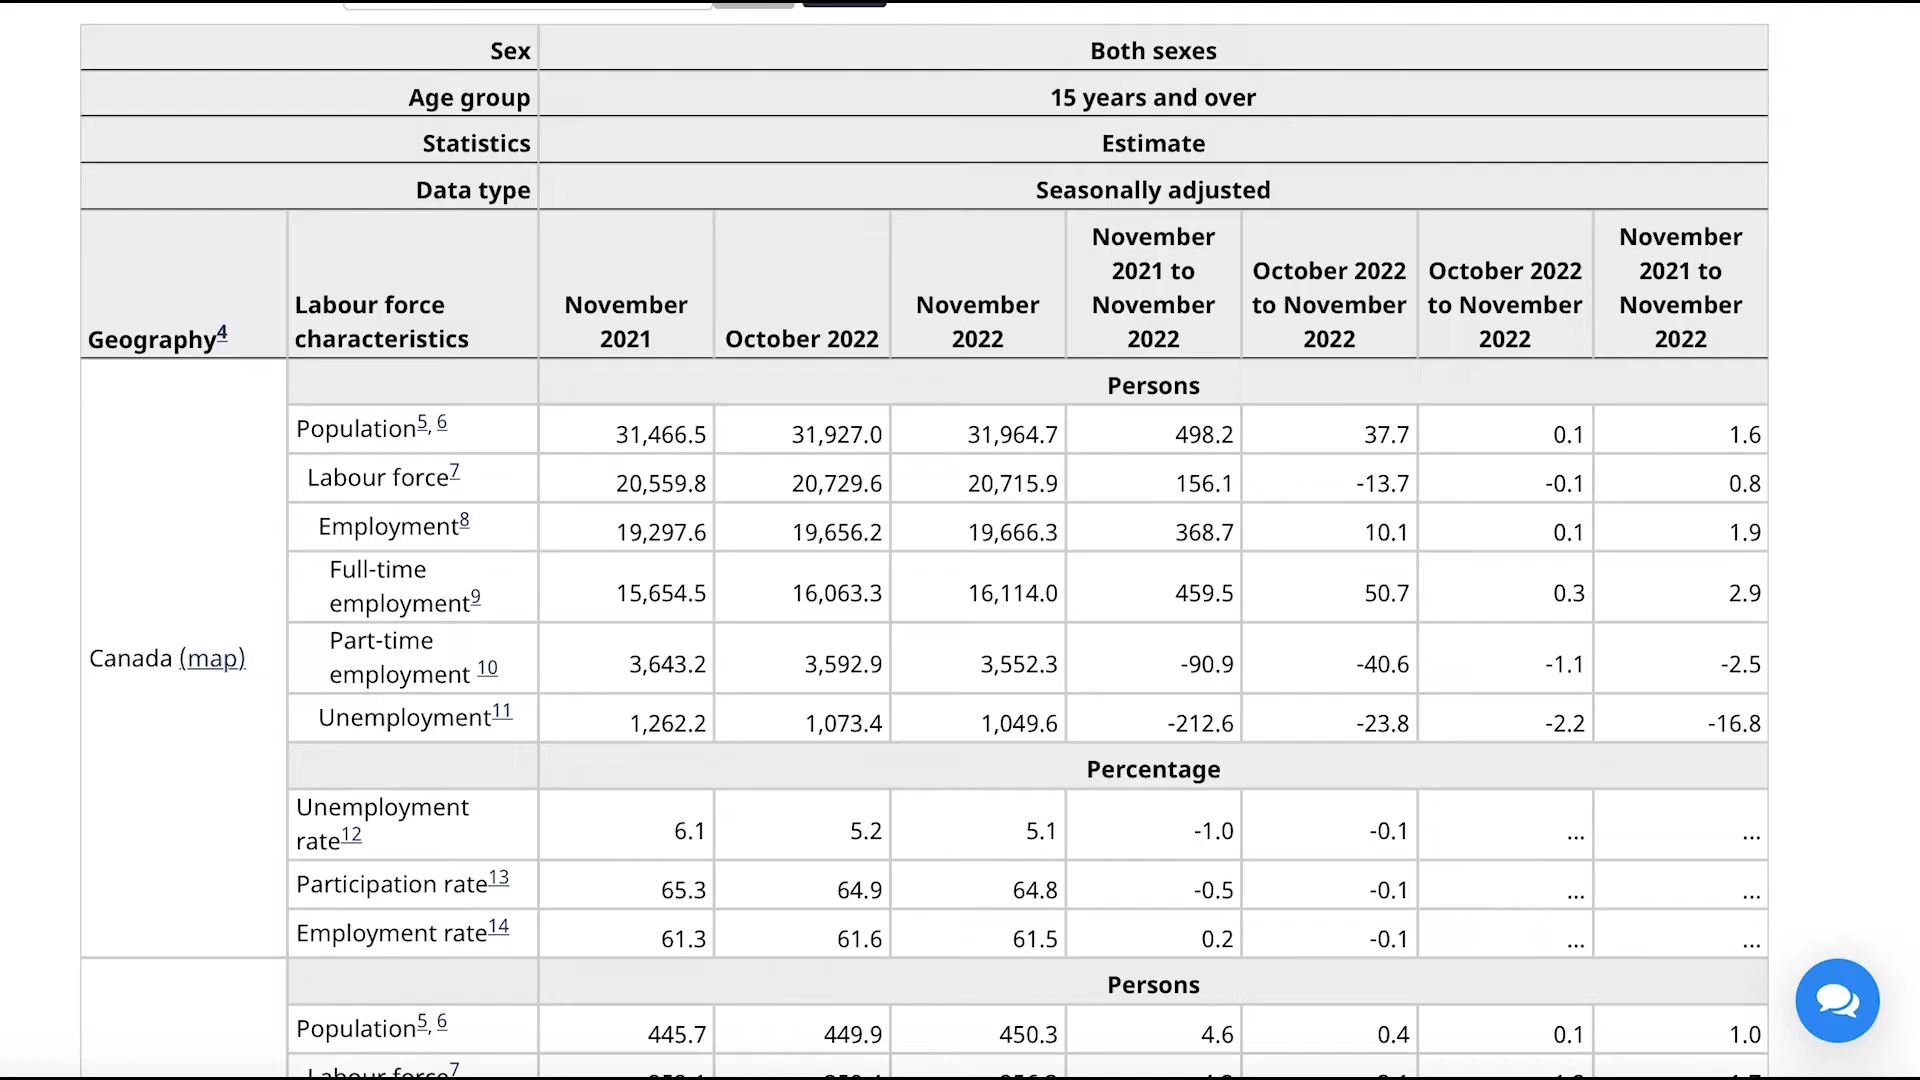 Sex Both sexes
Age group 15 years and over
Statistics Estimate
Data type Seasonally adjusted
Geography4 Labour force characteristics November 2021 October 2022 November 2022 November 2021 to November 2022 October 2022 to November 2022 October 2022 to November 2022 November 2021 to November 2022
Persons
Population5, 6 31,466.5 31,927.0 31,964.7 498.2 37.7 0.1 1.6
Labour force7 20,559.8 20,729.6 20,715.9 156.1 -13.7 -0.1 0.8
Employment8 19,297.6 19,656.2 19,666.3 368.7 10.1 0.1 1.9
Full-time employment9 15,654.5 16,063.3 16,114.0 459.5 50.7 0.3 2.9
Canada (map)
Part-time employment 10 3,643.2 3,592.9 3,552.3 -90.9 -40.6 -1.1 -2.5
Unemployment11 1,262.2 1,073.4 1,049.6 -212.6 -23.8 -2.2 -16.8
Percentage
Unemployment rate12 6.1 5.2 5.1 -1.0 -0.1 ... ...
Participation rate13 65.3 64.9 64.8 -0.5 -0.1 ... ...
Employment rate14 61.3 61.6 61.5 0.2 -0.1 ... ...
Persons
Population5, 6 445.7 449.9 450.3 4.6 0.4 0.1 1.0
Labour force7